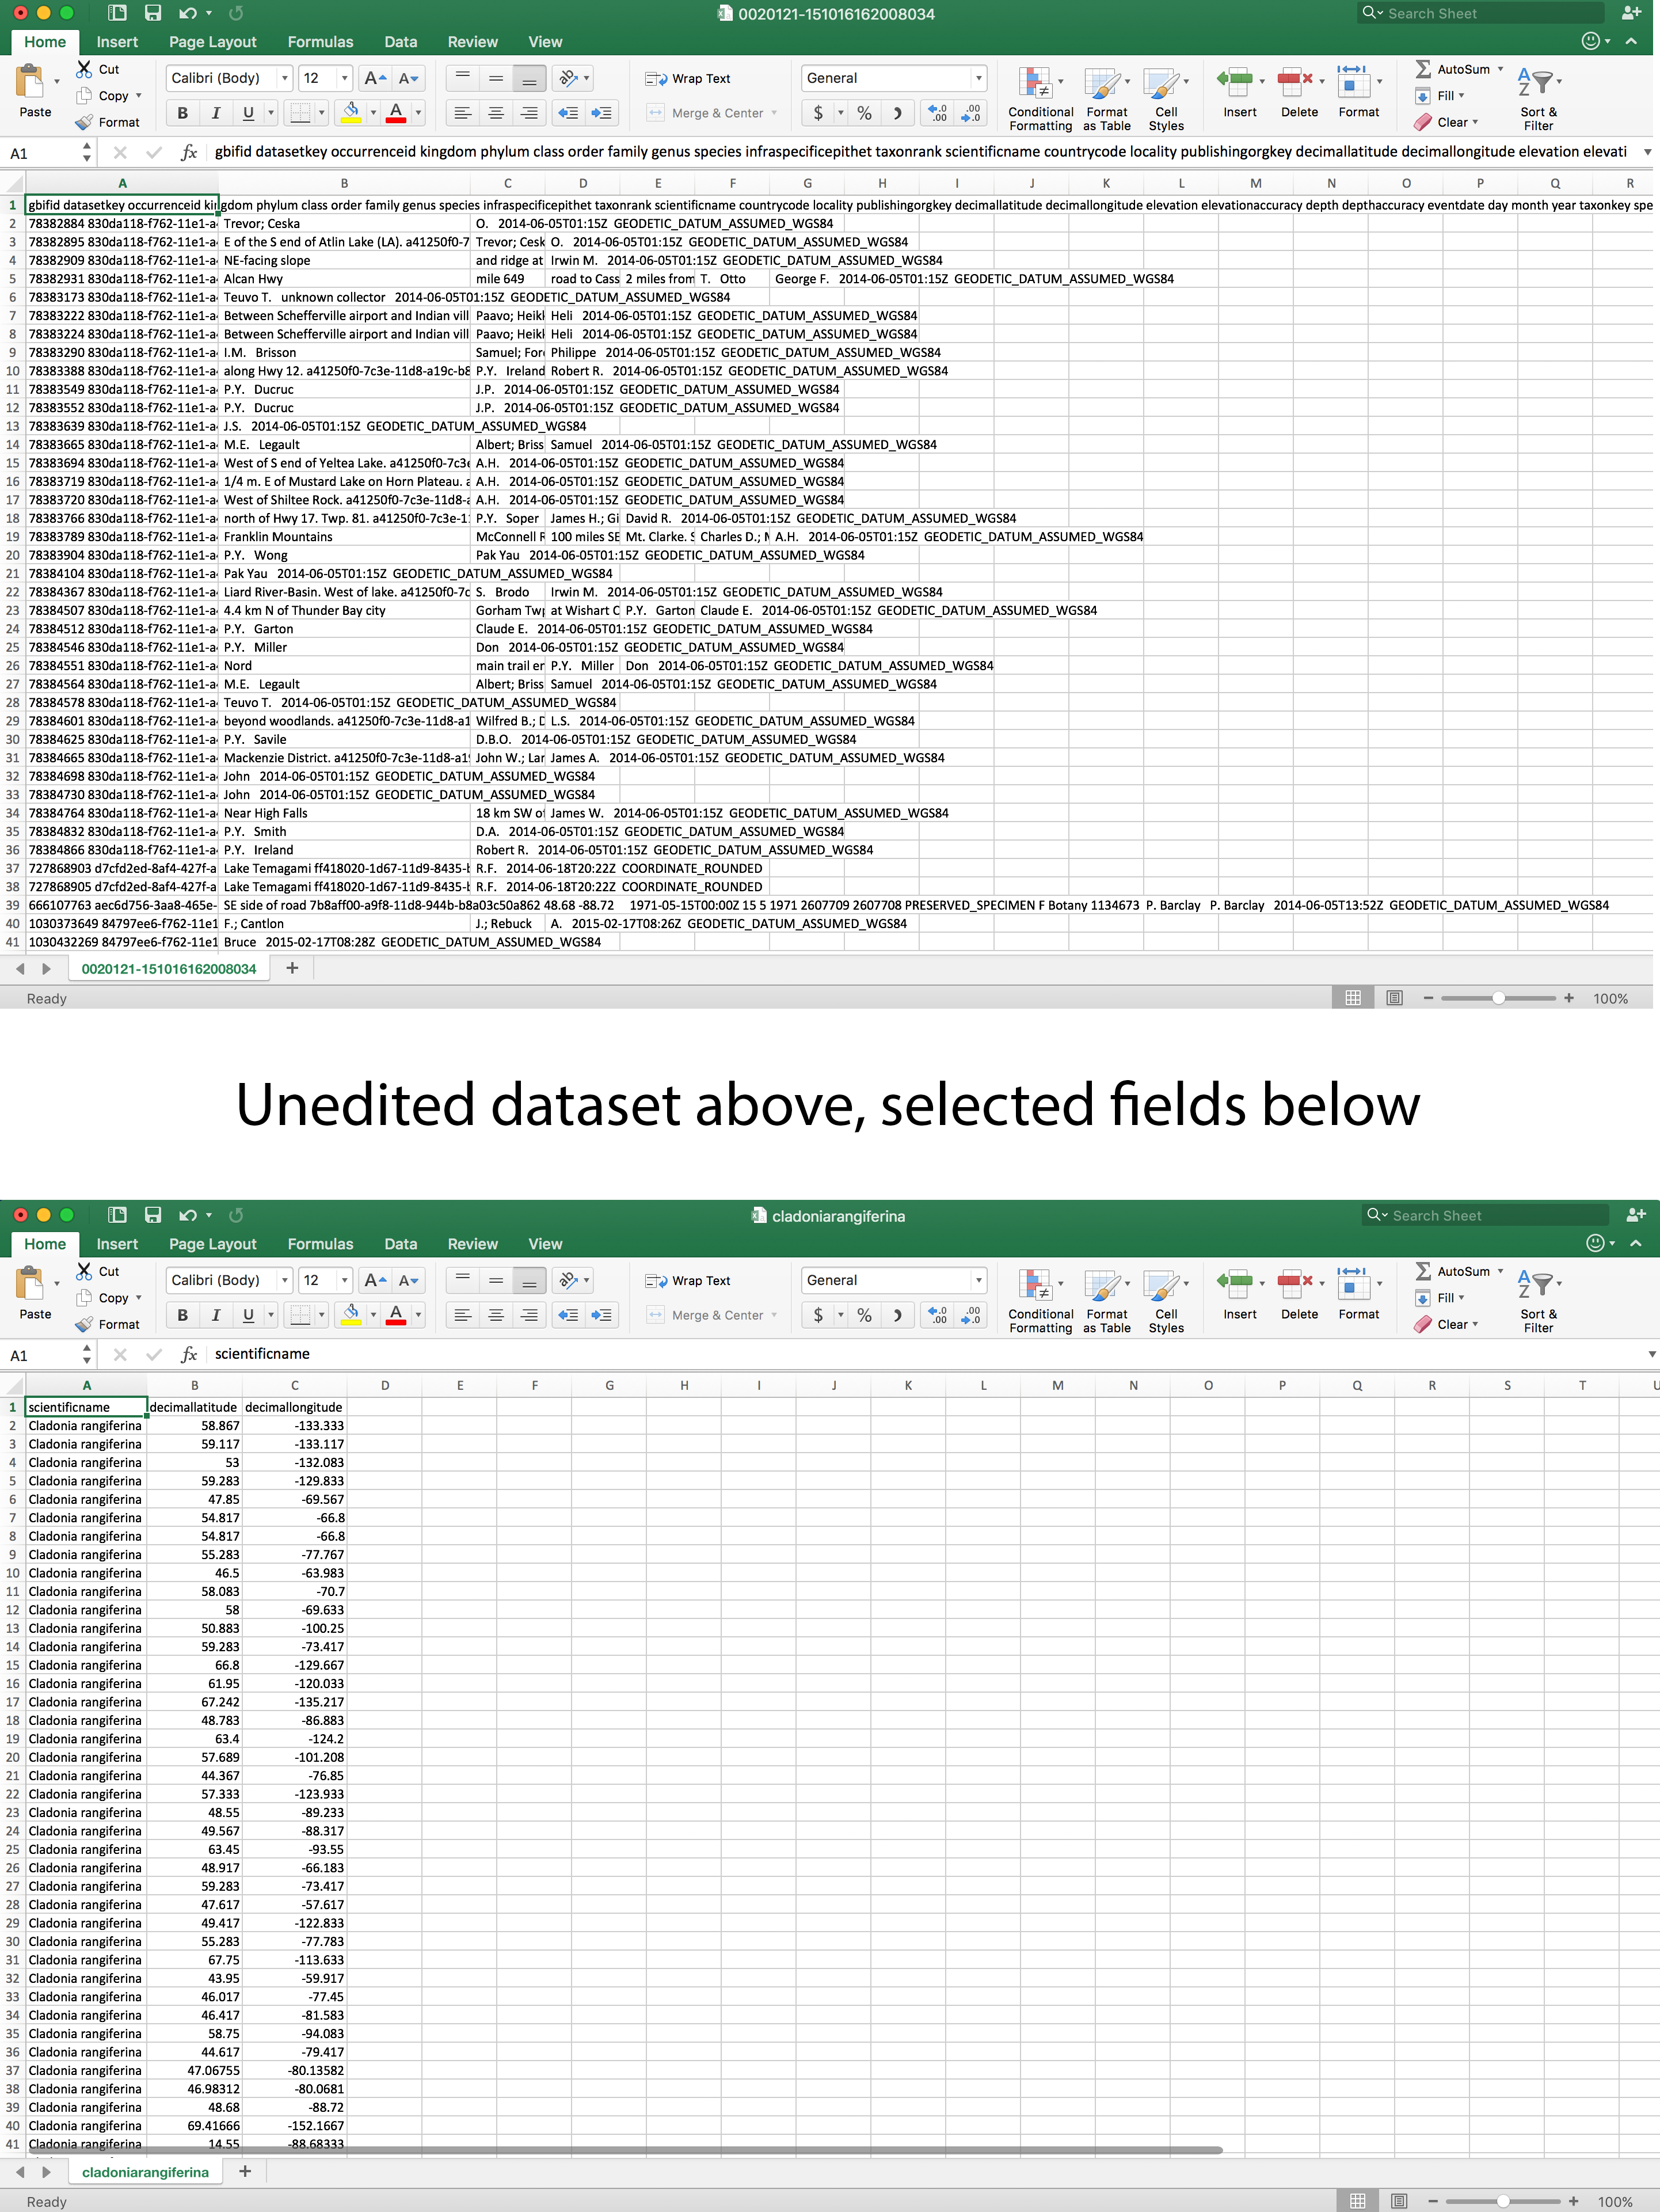 0020121-151016162008034
Search Sheet
Home Insert Page Layout Formulas Data Review View
Cut
Copy
Format
Paste
Calibri (Body) 12
Wrap Text
Merge & Center
General
Conditional Formatting
Format as Table
Cell Styles
Insert Delete Format
AutoSum
Fill
Clear
Sort & Filter
A1 fx gbifid datasetkey occurrenceid kingdom phylum class order family genus species infraspecificepithet taxonrank scientificname countrycode locality publishingorgkey decimallatitude decimallongitude elevation elevati
A B C D E F G H I J K L M N O P Q R
1 gbifid datasetkey occurrenceid kingdom phylum class order family genus species infraspecificepithet taxonrank scientificname countrycode locality publishingorgkey decimallatitude decimallongitude elevation elevationaccuracy depth depthaccuracy eventdate day month year taxonkey spe
2 78382884 830da118-f762-11e1-a Trevor; Ceska O. 2014-06-05T01:15Z GEODETIC_DATUM_ASSUMED_WGS84
3 78382895 830da118-f762-11e1-a E of the S end of Atlin Lake (LA). a41250f0-7 Trevor; Cesk O. 2014-06-05T01:15Z GEODETIC_DATUM_ASSUMED_WGS84
4 78382909 830da118-f762-11e1-a NE-facing slope and ridge at Irwin M. 2014-06-05T01:15Z GEODETIC_DATUM_ASSUMED_WGS84
5 78382931 830da118-f762-11e1-a Alcan Hwy mile 649 road to Cass 2 miles from T. Otto George F. 2014-06-05T01:15Z GEODETIC_DATUM_ASSUMED_WGS84
6 78383173 830da118-f762-11e1-a Teuvo T. unknown collector 2014-06-05T01:15Z GEODETIC_DATUM_ASSUMED_WGS84
7 78383222 830da118-f762-11e1-a Between Schefferville airport and Indian vill Paavo; Heikk Heli 2014-06-05T01:15Z GEODETIC_DATUM_ASSUMED_WGS84
8 78383224 830da118-f762-11e1-a Between Schefferville airport and Indian vill Paavo; Heikk Heli 2014-06-05T01:15Z GEODETIC_DATUM_ASSUMED_WGS84
9 78383290 830da118-f762-11e1-a I.M. Brisson Samuel; For Philippe 2014-06-05T01:15Z GEODETIC_DATUM_ASSUMED_WGS84
10 78383388 830da118-f762-11e1-a along Hwy 12. a41250f0-7c3e-11d8-a19c-b8 P.Y. Ireland Robert R. 2014-06-05T01:15Z GEODETIC_DATUM_ASSUMED_WGS84
11 78383549 830da118-f762-11e1-a P.Y. Ducruc J.P. 2014-06-05T01:15Z GEODETIC_DATUM_ASSUMED_WGS84
12 78383552 830da118-f762-11e1-a P.Y. Ducruc J.P. 2014-06-05T01:15Z GEODETIC_DATUM_ASSUMED_WGS84
13 78383639 830da118-f762-11e1-a J.S. 2014-06-05T01:15Z GEODETIC_DATUM_ASSUMED_WGS84
14 78383665 830da118-f762-11e1-a M.E. Legault Albert; Briss Samuel 2014-06-05T01:15Z GEODETIC_DATUM_ASSUMED_WGS84
15 78383694 830da118-f762-11e1-a West of S end of Yeltea Lake. a41250f0-7c3e A.H. 2014-06-05T01:15Z GEODETIC_DATUM_ASSUMED_WGS84
16 78383719 830da118-f762-11e1-a 1/4 m. E of Mustard Lake on Horn Plateau. a A.H. 2014-06-05T01:15Z GEODETIC_DATUM_ASSUMED_WGS84
17 78383720 830da118-f762-11e1-a West of Shiltee Rock. a41250f0-7c3e-11d8-a A.H. 2014-06-05T01:15Z GEODETIC_DATUM_ASSUMED_WGS84
18 78383766 830da118-f762-11e1-a north of Hwy 17. Twp. 81. a41250f0-7c3e-1 P.Y. Soper James H.; Gi David R. 2014-06-05T01:15Z GEODETIC_DATUM_ASSUMED_WGS84
19 78383789 830da118-f762-11e1-a Franklin Mountains McConnell R 100 miles SE Mt. Clarke. S Charles D.; A.H. 2014-06-05T01:15Z GEODETIC_DATUM_ASSUMED_WGS84
20 78383904 830da118-f762-11e1-a P.Y. Wong Pak Yau 2014-06-05T01:15Z GEODETIC_DATUM_ASSUMED_WGS84
21 78384104 830da118-f762-11e1-a Pak Yau 2014-06-05T01:15Z GEODETIC_DATUM_ASSUMED_WGS84
22 78384367 830da118-f762-11e1-a Liard River-Basin. West of lake. a41250f0-7c S. Brodo Irwin M. 2014-06-05T01:15Z GEODETIC_DATUM_ASSUMED_WGS84
23 78384507 830da118-f762-11e1-a 4.4 km N of Thunder Bay city Gorham Twp at Wishart C P.Y. Garton Claude E. 2014-06-05T01:15Z GEODETIC_DATUM_ASSUMED_WGS84
24 78384512 830da118-f762-11e1-a P.Y. Garton Claude E. 2014-06-05T01:15Z GEODETIC_DATUM_ASSUMED_WGS84
25 78384546 830da118-f762-11e1-a P.Y. Miller Don 2014-06-05T01:15Z GEODETIC_DATUM_ASSUMED_WGS84
26 78384551 830da118-f762-11e1-a Nord main trail er P.Y. Miller Don 2014-06-05T01:15Z GEODETIC_DATUM_ASSUMED_WGS84
27 78384564 830da118-f762-11e1-a M.E. Legault Albert; Briss Samuel 2014-06-05T01:15Z GEODETIC_DATUM_ASSUMED_WGS84
28 78384578 830da118-f762-11e1-a Teuvo T. 2014-06-05T01:15Z GEODETIC_DATUM_ASSUMED_WGS84
29 78384601 830da118-f762-11e1-a beyond woodlands. a41250f0-7c3e-11d8-a1 Wilfred B.; D L.S. 2014-06-05T01:15Z GEODETIC_DATUM_ASSUMED_WGS84
30 78384625 830da118-f762-11e1-a P.Y. Savile D.B.O. 2014-06-05T01:15Z GEODETIC_DATUM_ASSUMED_WGS84
31 78384665 830da118-f762-11e1-a Mackenzie District. a41250f0-7c3e-11d8-a1 John W.; Lar James A. 2014-06-05T01:15Z GEODETIC_DATUM_ASSUMED_WGS84
32 78384698 830da118-f762-11e1-a John 2014-06-05T01:15Z GEODETIC_DATUM_ASSUMED_WGS84
33 78384730 830da118-f762-11e1-a John 2014-06-05T01:15Z GEODETIC_DATUM_ASSUMED_WGS84
34 78384764 830da118-f762-11e1-a Near High Falls 18 km SW of James W. 2014-06-05T01:15Z GEODETIC_DATUM_ASSUMED_WGS84
35 78384832 830da118-f762-11e1-a P.Y. Smith D.A. 2014-06-05T01:15Z GEODETIC_DATUM_ASSUMED_WGS84
36 78384866 830da118-f762-11e1-a P.Y. Ireland Robert R. 2014-06-05T01:15Z GEODETIC_DATUM_ASSUMED_WGS84
37 727868903 d7cfd2ed-8af4-427f-a Lake Temagami ff418020-1d67-11d9-8435-b R.F. 2014-06-18T20:22Z COORDINATE_ROUNDED
38 727868905 d7cfd2ed-8af4-427f-a Lake Temagami ff418020-1d67-11d9-8435-b R.F. 2014-06-18T20:22Z COORDINATE_ROUNDED
39 666107763 aec6d756-3aa8-465e- SE side of road 7b8aff00-a9f8-11d8-944b-b8a03c50a862 48.68 -88.72 1971-05-15T00:00Z 15 5 1971 2607709 2607708 PRESERVED_SPECIMEN F Botany 1134673 P. Barclay P. Barclay 2014-06-05T13:52Z GEODETIC_DATUM_ASSUMED_WGS84
40 1030373649 84797ee6-f762-11e1 F.; Cantlon J.; Rebuck A. 2015-02-17T08:26Z GEODETIC_DATUM_ASSUMED_WGS84
41 1030432269 84797ee6-f762-11e1 Bruce 2015-02-17T08:28Z GEODETIC_DATUM_ASSUMED_WGS84
0020121-151016162008034 +
Ready 100%
Unedited dataset above, selected fields below
cladoniarangiferina
Search Sheet
Home Insert Page Layout Formulas Data Review View
Cut
Copy
Format
Paste
Calibri (Body) 12
Wrap Text
Merge & Center
General
Conditional Formatting
Format as Table
Cell Styles
Insert Delete Format
AutoSum
Fill
Clear
Sort & Filter
A1 fx scientificname
A B C D E F G H I J K L M N O P Q R S T U
1 scientificname decimallatitude decimallongitude
2 Cladonia rangiferina 58.867 -133.333
3 Cladonia rangiferina 59.117 -133.117
4 Cladonia rangiferina 53 -132.083
5 Cladonia rangiferina 59.283 -129.833
6 Cladonia rangiferina 47.85 -69.567
7 Cladonia rangiferina 54.817 -66.8
8 Cladonia rangiferina 54.817 -66.8
9 Cladonia rangiferina 55.283 -77.767
10 Cladonia rangiferina 46.5 -63.983
11 Cladonia rangiferina 58.083 -70.7
12 Cladonia rangiferina 58 -69.633
13 Cladonia rangiferina 50.883 -100.25
14 Cladonia rangiferina 59.283 -73.417
15 Cladonia rangiferina 66.8 -129.667
16 Cladonia rangiferina 61.95 -120.033
17 Cladonia rangiferina 67.242 -135.217
18 Cladonia rangiferina 48.783 -86.883
19 Cladonia rangiferina 63.4 -124.2
20 Cladonia rangiferina 57.689 -101.208
21 Cladonia rangiferina 44.367 -76.85
22 Cladonia rangiferina 57.333 -123.933
23 Cladonia rangiferina 48.55 -89.233
24 Cladonia rangiferina 49.567 -88.317
25 Cladonia rangiferina 63.45 -93.55
26 Cladonia rangiferina 48.917 -66.183
27 Cladonia rangiferina 59.283 -73.417
28 Cladonia rangiferina 47.617 -57.617
29 Cladonia rangiferina 49.417 -122.833
30 Cladonia rangiferina 55.283 -77.783
31 Cladonia rangiferina 67.75 -113.633
32 Cladonia rangiferina 43.95 -59.917
33 Cladonia rangiferina 46.017 -77.45
34 Cladonia rangiferina 46.417 -81.583
35 Cladonia rangiferina 58.75 -94.083
36 Cladonia rangiferina 44.617 -79.417
37 Cladonia rangiferina 47.06755 -80.13582
38 Cladonia rangiferina 46.98312 -80.0681
39 Cladonia rangiferina 48.68 -88.72
40 Cladonia rangiferina 69.41666 -152.1667
41 Cladonia rangiferina 14.55 -88.68333
cladoniarangiferina +
Ready 100%